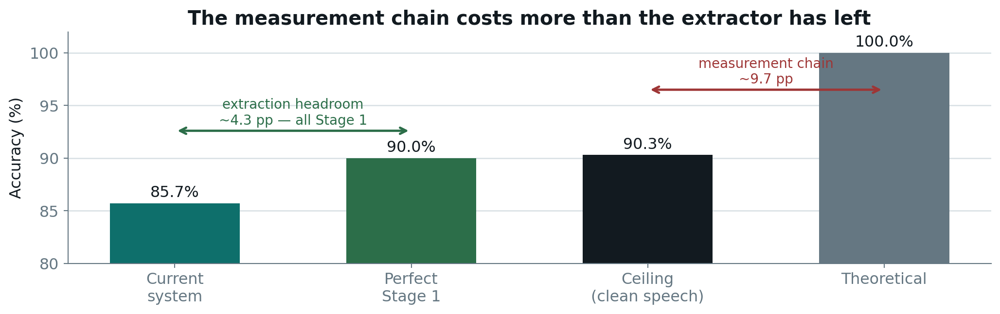 The measurement chain costs more than the extractor has left
Accuracy (%)
100
95
90
85
80
85.7%
extraction headroom
~4.3 pp — all Stage 1
90.0%
90.3%
measurement chain
~9.7 pp
100.0%
Current
system
Perfect
Stage 1
Ceiling
(clean speech)
Theoretical